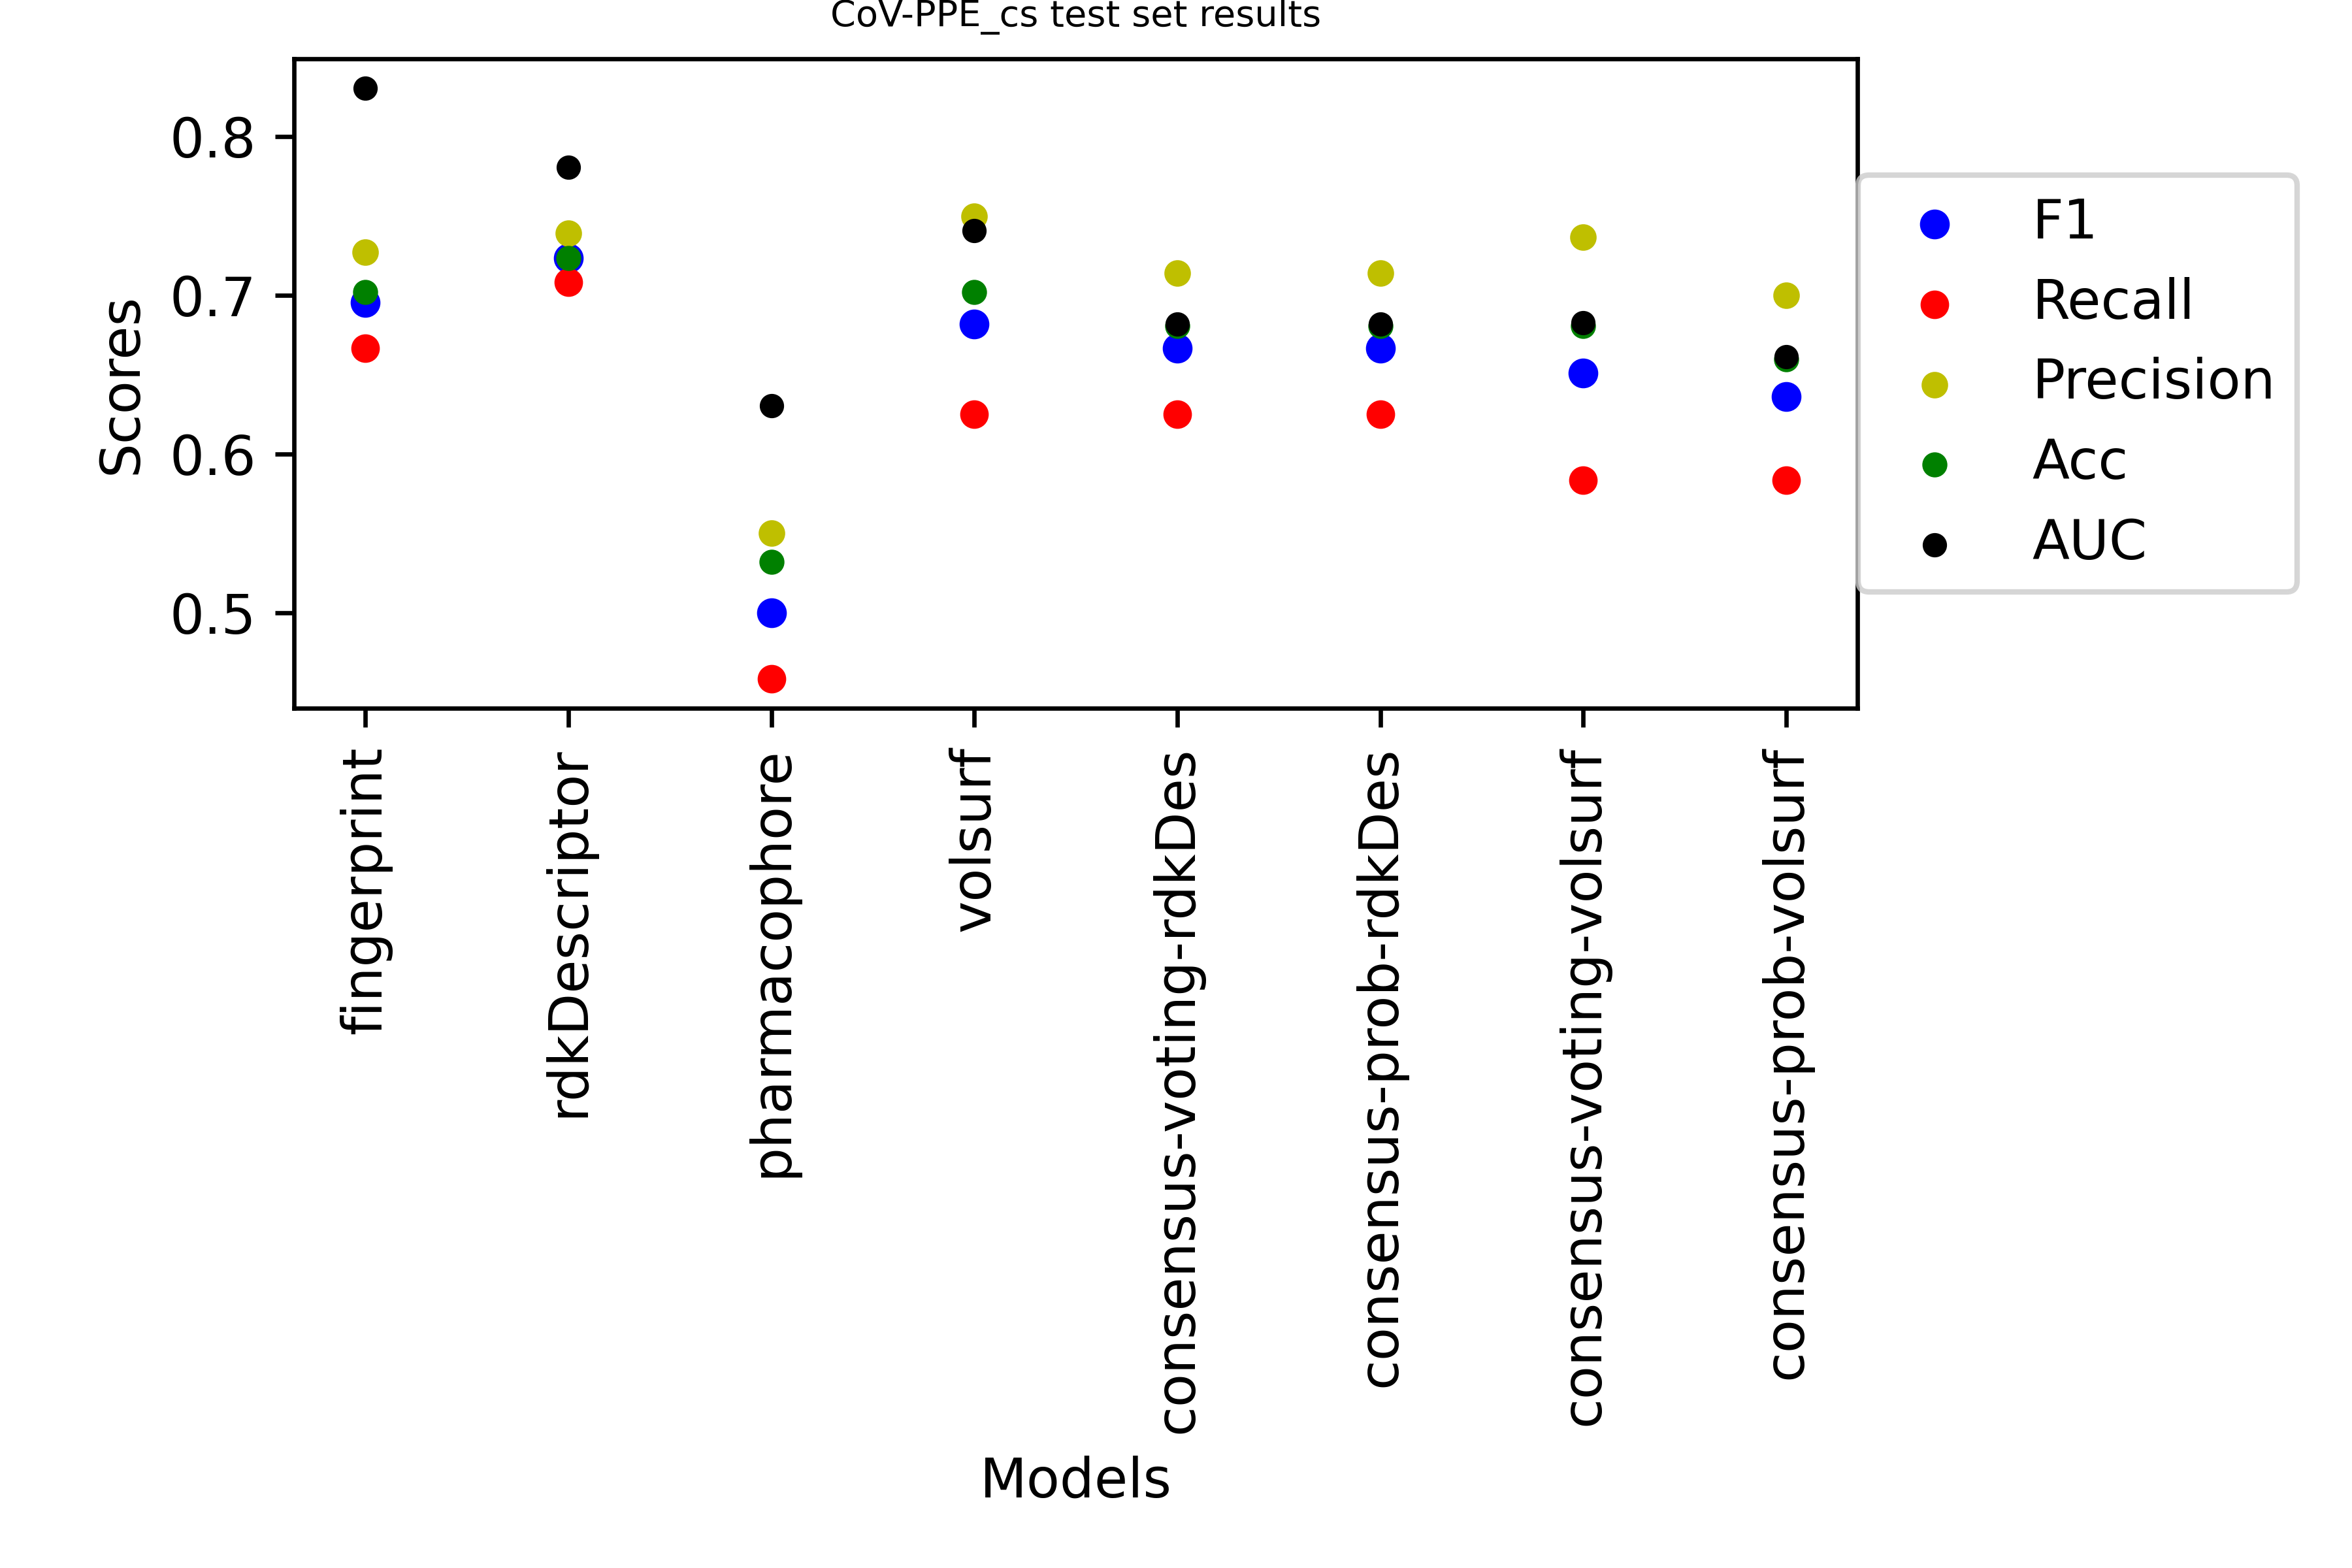 CoV-PPE_cs test set results
Scores
0.8
0.7
0.6
0.5
F1
Recall
Precision
Acc
AUC
fingerprint
rdkDescriptor
pharmacophore
volsurf
consensus-voting-rdkDes
consensus-prob-rdkDes
consensus-voting-volsurf
consensus-prob-volsurf
Models